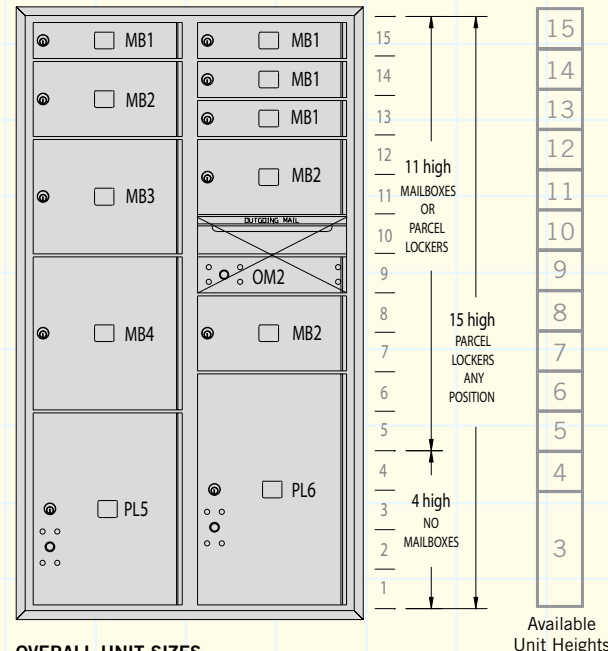 MB1
MB2
MB3
MB4
PL5
MB1
MB1
MB1
MB2
OUTGOING MAIL
OM2
MB2
PL6
15
14
13
12
11
10
9
8
7
6
5
4
3
2
1
11 high
MAILBOXES
OR
PARCEL
LOCKERS
4 high
NO
MAILBOXES
15 high
PARCEL
LOCKERS
ANY
POSITION
15
14
13
12
11
10
9
8
7
6
5
4
3
Available
Unit Heights
OVERALL UNIT SIZES